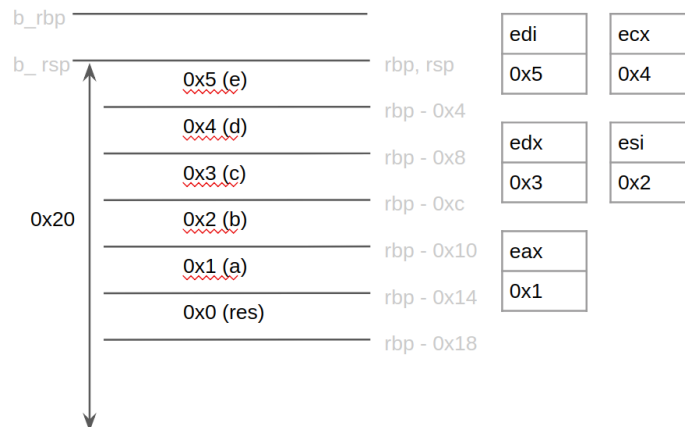 b_rbp
b_ rsp
rbp, rsp
0x5 (e)
rbp - 0x4
0x4 (d)
rbp - 0x8
0x3 (c)
rbp - 0xc
0x20
0x2 (b)
rbp - 0x10
0x1 (a)
rbp - 0x14
0x0 (res)
rbp - 0x18
edi
0x5
ecx
0x4
edx
0x3
esi
0x2
eax
0x1